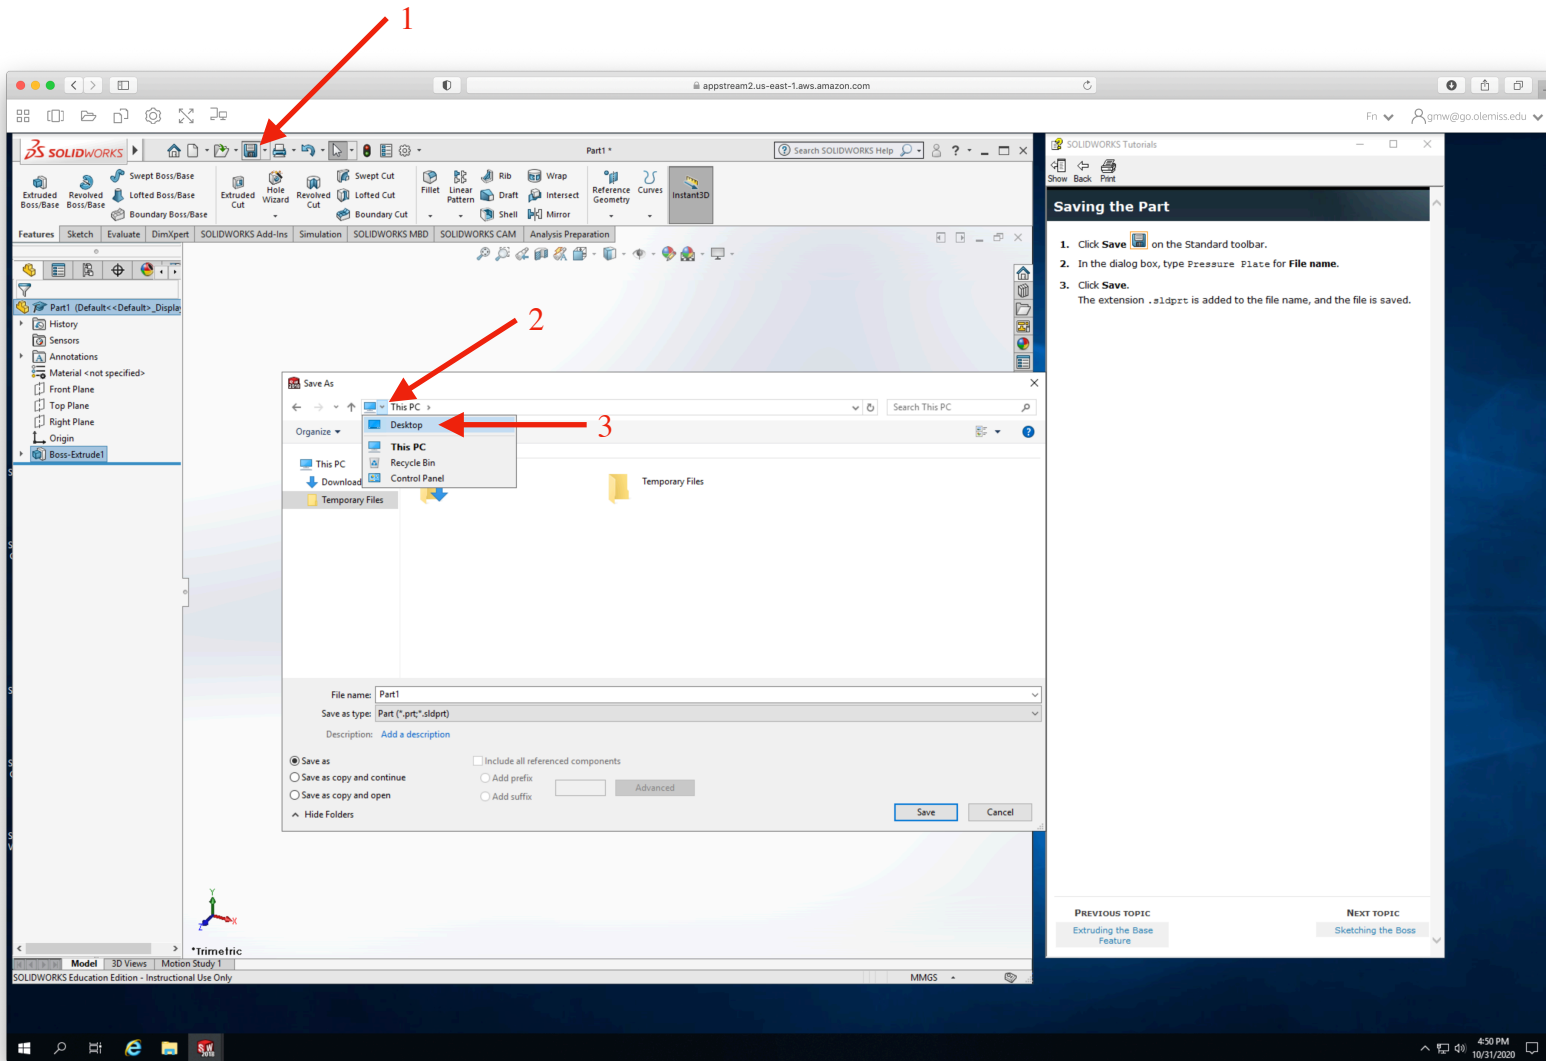 1
appstream2.us-east-1.aws.amazon.com
Fn
gmw@go.olemiss.edu
SOLIDWORKS
Part1 *
Search SOLIDWORKS Help
Extruded Boss/Base
Revolved Boss/Base
Swept Boss/Base
Lofted Boss/Base
Boundary Boss/Base
Extruded Cut
Hole Wizard
Revolved Cut
Swept Cut
Lofted Cut
Boundary Cut
Fillet
Linear Pattern
Rib
Draft
Shell
Wrap
Intersect
Mirror
Reference Geometry
Curves
Instant3D
Features
Sketch
Evaluate
DimXpert
SOLIDWORKS Add-Ins
Simulation
SOLIDWORKS MBD
SOLIDWORKS CAM
Analysis Preparation
Part1 (Default<<Default>_Display
History
Sensors
Annotations
Material <not specified>
Front Plane
Top Plane
Right Plane
Origin
Boss-Extrude1
2
Save As
This PC
Search This PC
Desktop
3
Organize
This PC
Recycle Bin
Control Panel
This PC
Download
Temporary Files
Temporary Files
File name: Part1
Save as type: Part (*.prt;*.sldprt)
Description: Add a description
Save as
Save as copy and continue
Save as copy and open
Include all referenced components
Add prefix
Add suffix
Advanced
Hide Folders
Save
Cancel
Y
X
Z
*Trimetric
Model
3D Views
Motion Study 1
SOLIDWORKS Education Edition - Instructional Use Only
MMGS
SOLIDWORKS Tutorials
Show
Back
Print
Saving the Part
1. Click Save on the Standard toolbar.
2. In the dialog box, type Pressure Plate for File name.
3. Click Save.
The extension .sldprt is added to the file name, and the file is saved.
PREVIOUS TOPIC
Extruding the Base
Feature
NEXT TOPIC
Sketching the Boss
4:50 PM
10/31/2020